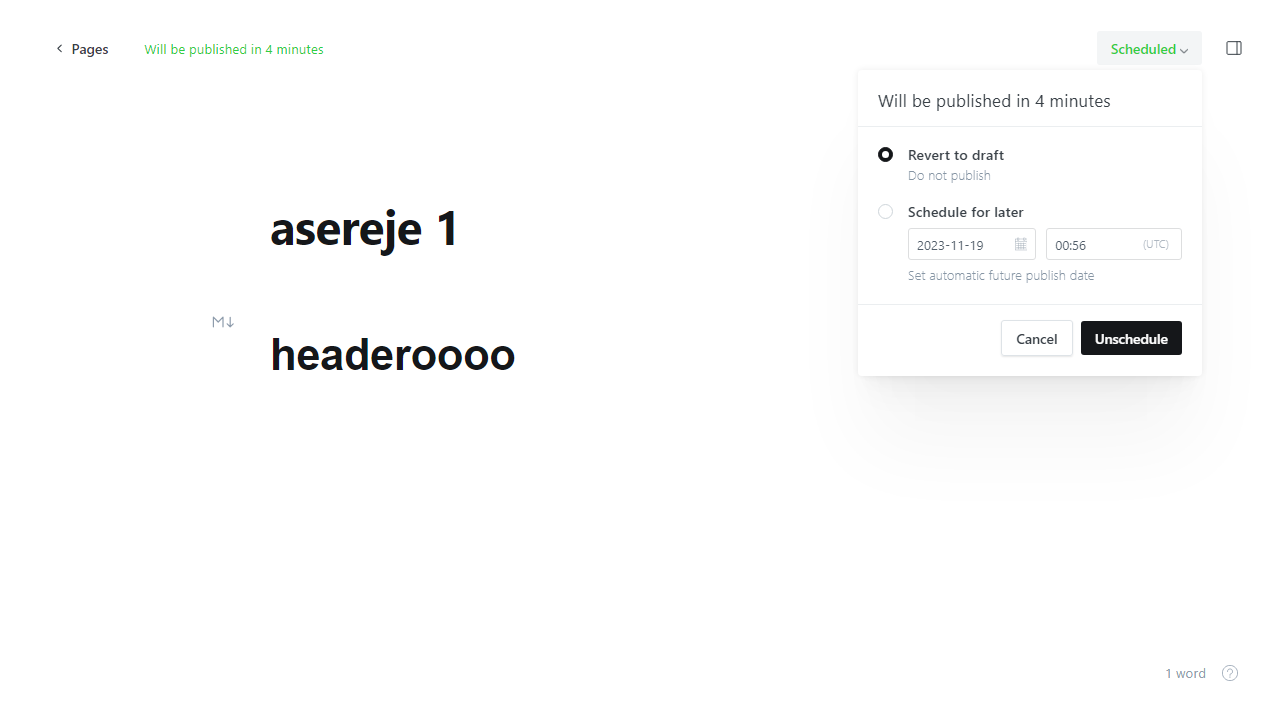 Pages
Will be published in 4 minutes
Scheduled
Will be published in 4 minutes
Revert to draft
Do not publish
Schedule for later
2023-11-19
00:56 (UTC)
Set automatic future publish date
Cancel
Unschedule
asereje 1
M↓
headeroooo
1 word
?